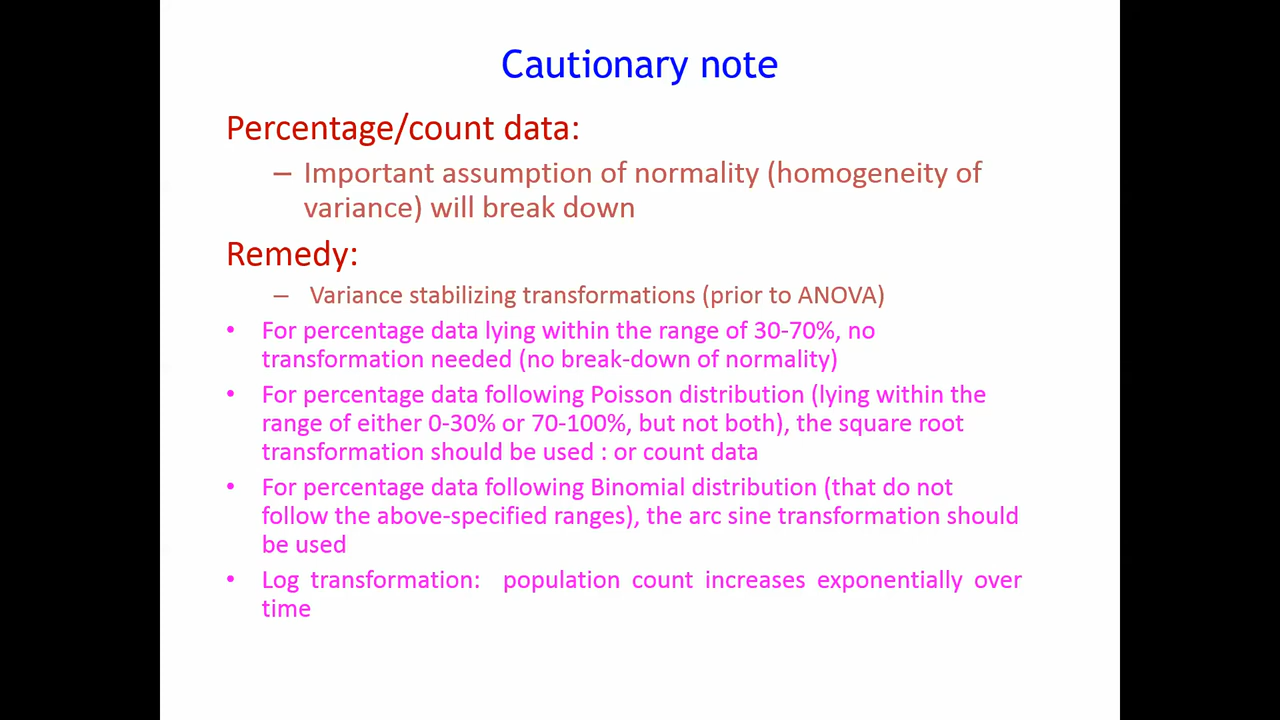 Cautionary note
Percentage/count data:
– Important assumption of normality (homogeneity of
variance) will break down
Remedy:
– Variance stabilizing transformations (prior to ANOVA)
• For percentage data lying within the range of 30-70%, no
transformation needed (no break-down of normality)
• For percentage data following Poisson distribution (lying within the
range of either 0-30% or 70-100%, but not both), the square root
transformation should be used : or count data
• For percentage data following Binomial distribution (that do not
follow the above-specified ranges), the arc sine transformation should
be used
• Log transformation: population count increases exponentially over
time